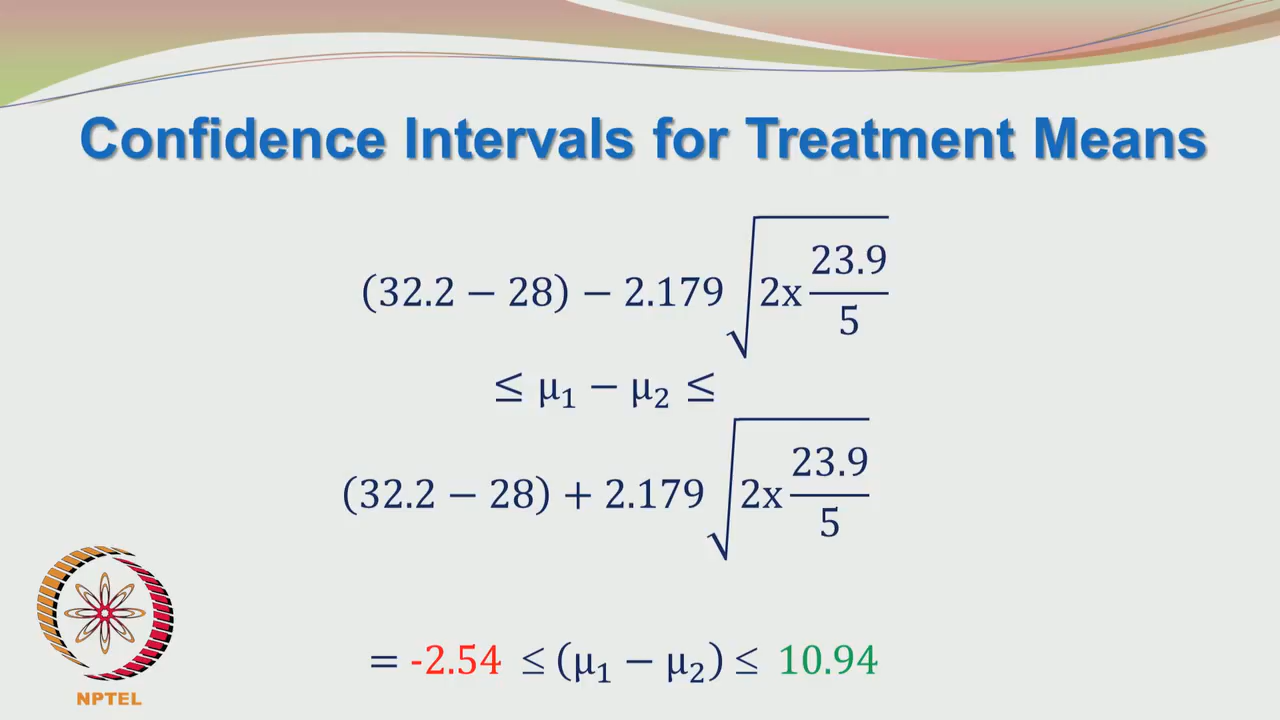 Confidence Intervals for Treatment Means
(32.2 − 28) − 2.179 √(2x 23.9/5)
≤ μ₁ − μ₂ ≤
(32.2 − 28) + 2.179 √(2x 23.9/5)
= -2.54 ≤ (μ₁ − μ₂) ≤ 10.94
NPTEL